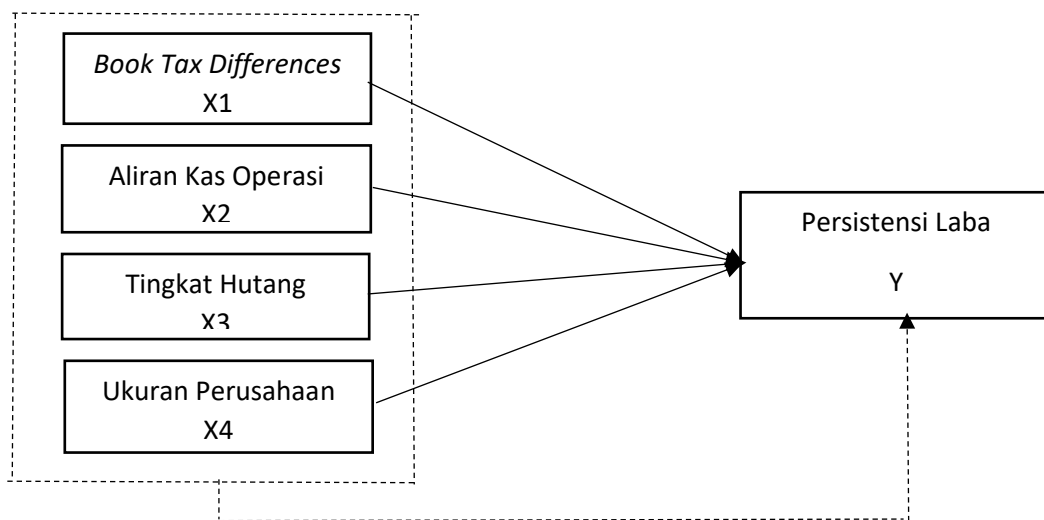 Book Tax Differences
X1
Aliran Kas Operasi
X2
Tingkat Hutang
X3
Ukuran Perusahaan
X4
Persistensi Laba
Y